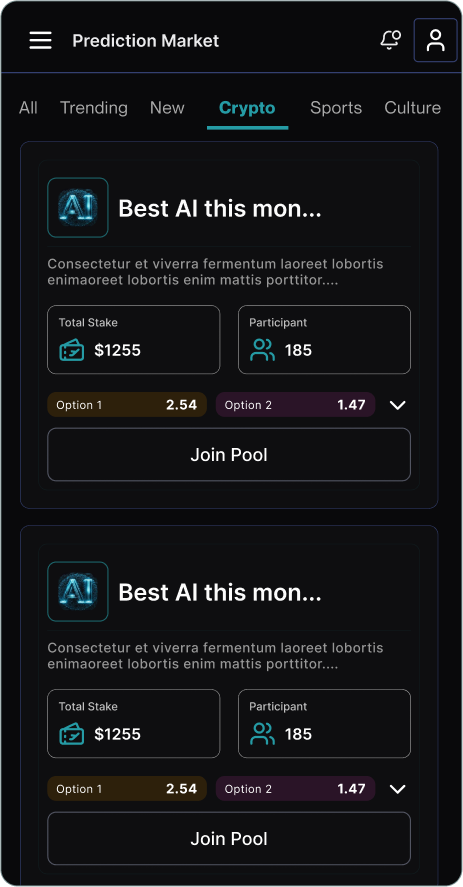 Prediction Market
All Trending New Crypto Sports Culture
AI Best AI this mon...
Consectetur et viverra fermentum laoreet lobortis
enimaoreet lobortis enim mattis porttitor....
Total Stake Participant
$1255 185
Option 1 2.54 Option 2 1.47
Join Pool
AI Best AI this mon...
Consectetur et viverra fermentum laoreet lobortis
enimaoreet lobortis enim mattis porttitor....
Total Stake Participant
$1255 185
Option 1 2.54 Option 2 1.47
Join Pool